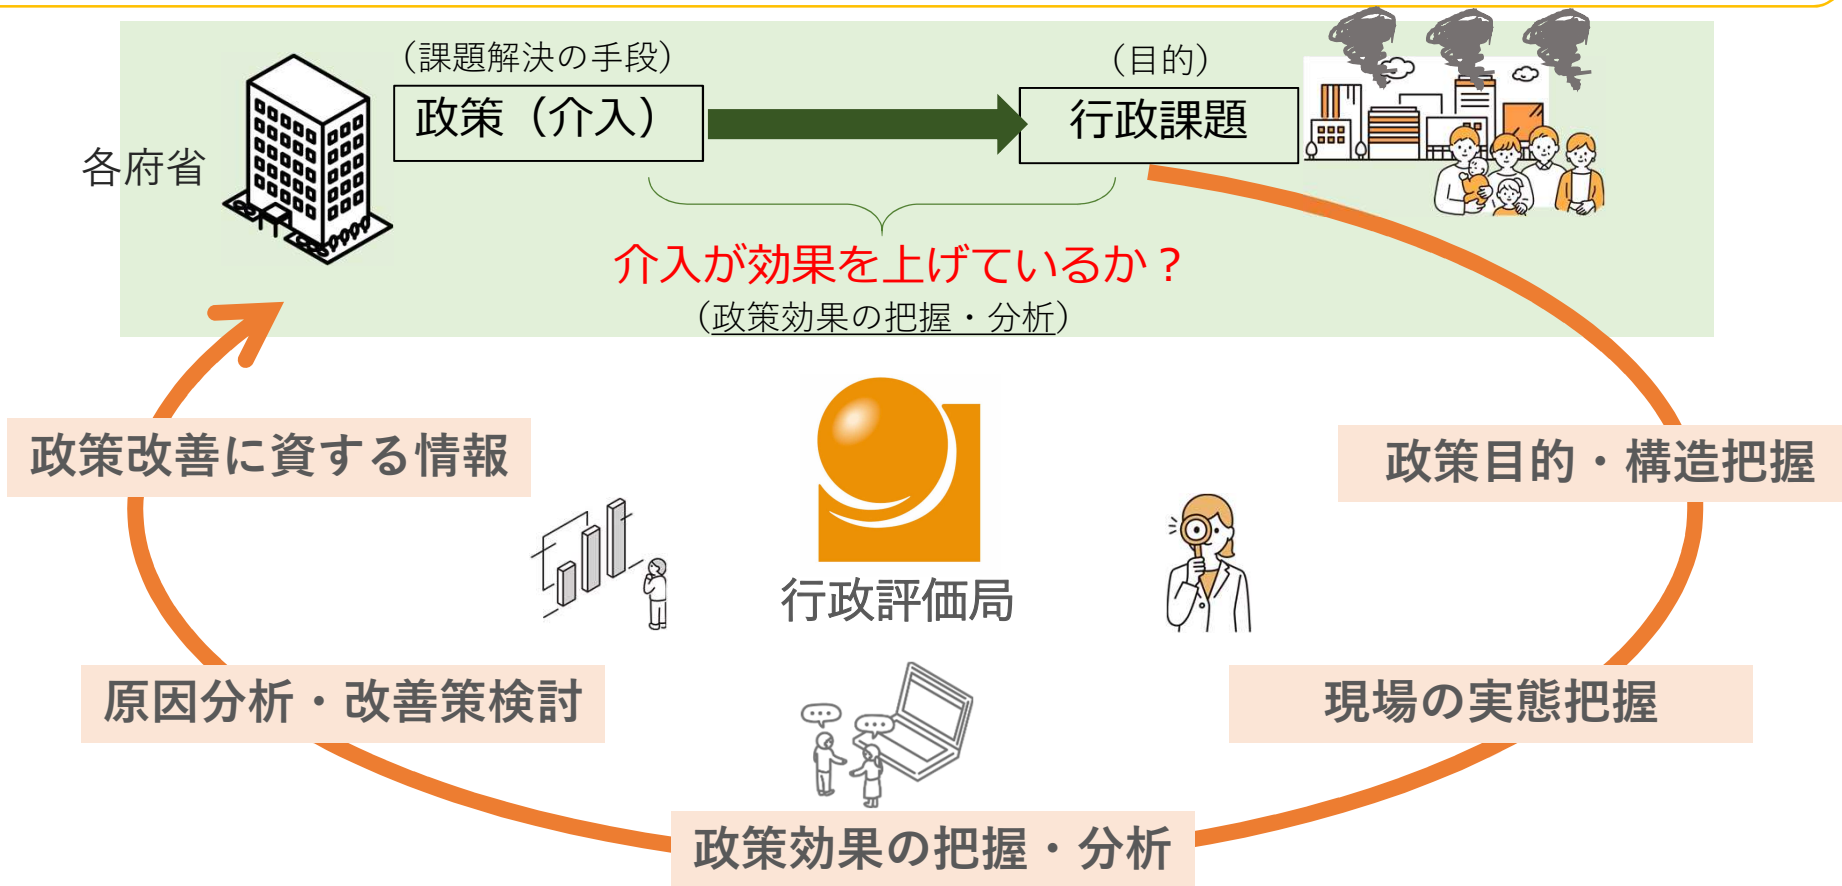 (課題解決の手段)
(目的)
政策（介入）
行政課題
各府省
介入が効果を上げているか？
(政策効果の把握・分析)
政策改善に資する情報
政策目的・構造把握
行政評価局
原因分析・改善策検討
現場の実態把握
政策効果の把握・分析